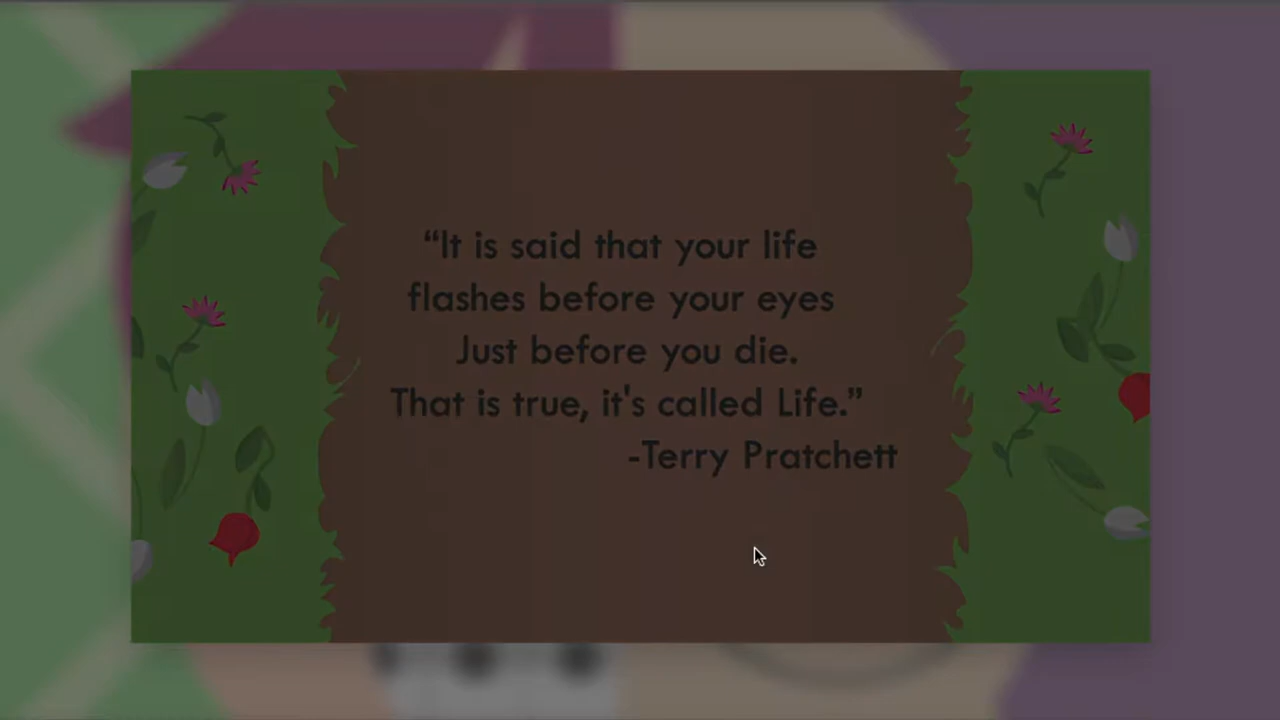 “It is said that your life
flashes before your eyes
Just before you die.
That is true, it's called Life.”
-Terry Pratchett